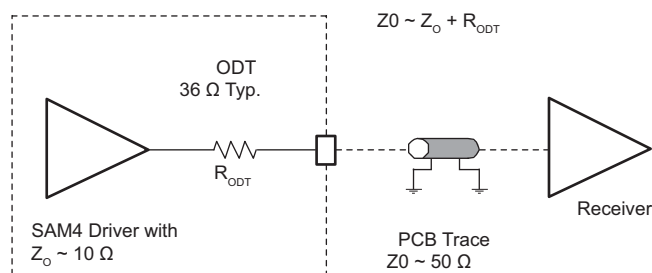 Z0 ~ Z_O + R_ODT
ODT
36 Ω Typ.
R_ODT
Receiver
SAM4 Driver with
Z_O ~ 10 Ω
PCB Trace
Z0 ~ 50 Ω